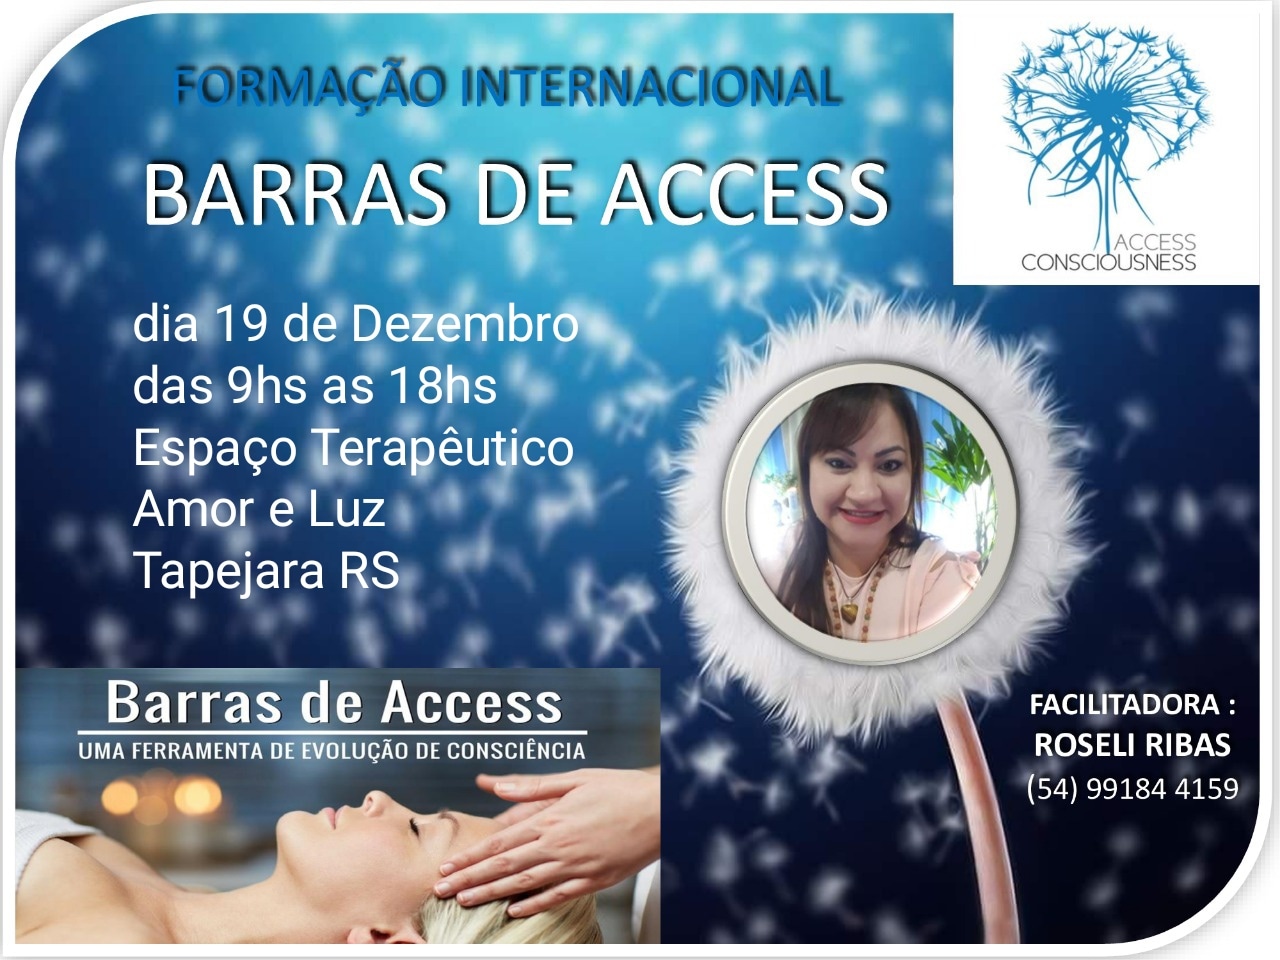 FORMAÇÃO INTERNACIONAL
BARRAS DE ACCESS
ACCESS
CONSCIOUSNESS
dia 19 de Dezembro
das 9hs as 18hs
Espaço Terapêutico
Amor e Luz
Tapejara RS
Barras de Access
UMA FERRAMENTA DE EVOLUÇÃO DE CONSCIÊNCIA
FACILITADORA :
ROSELI RIBAS
(54) 99184 4159